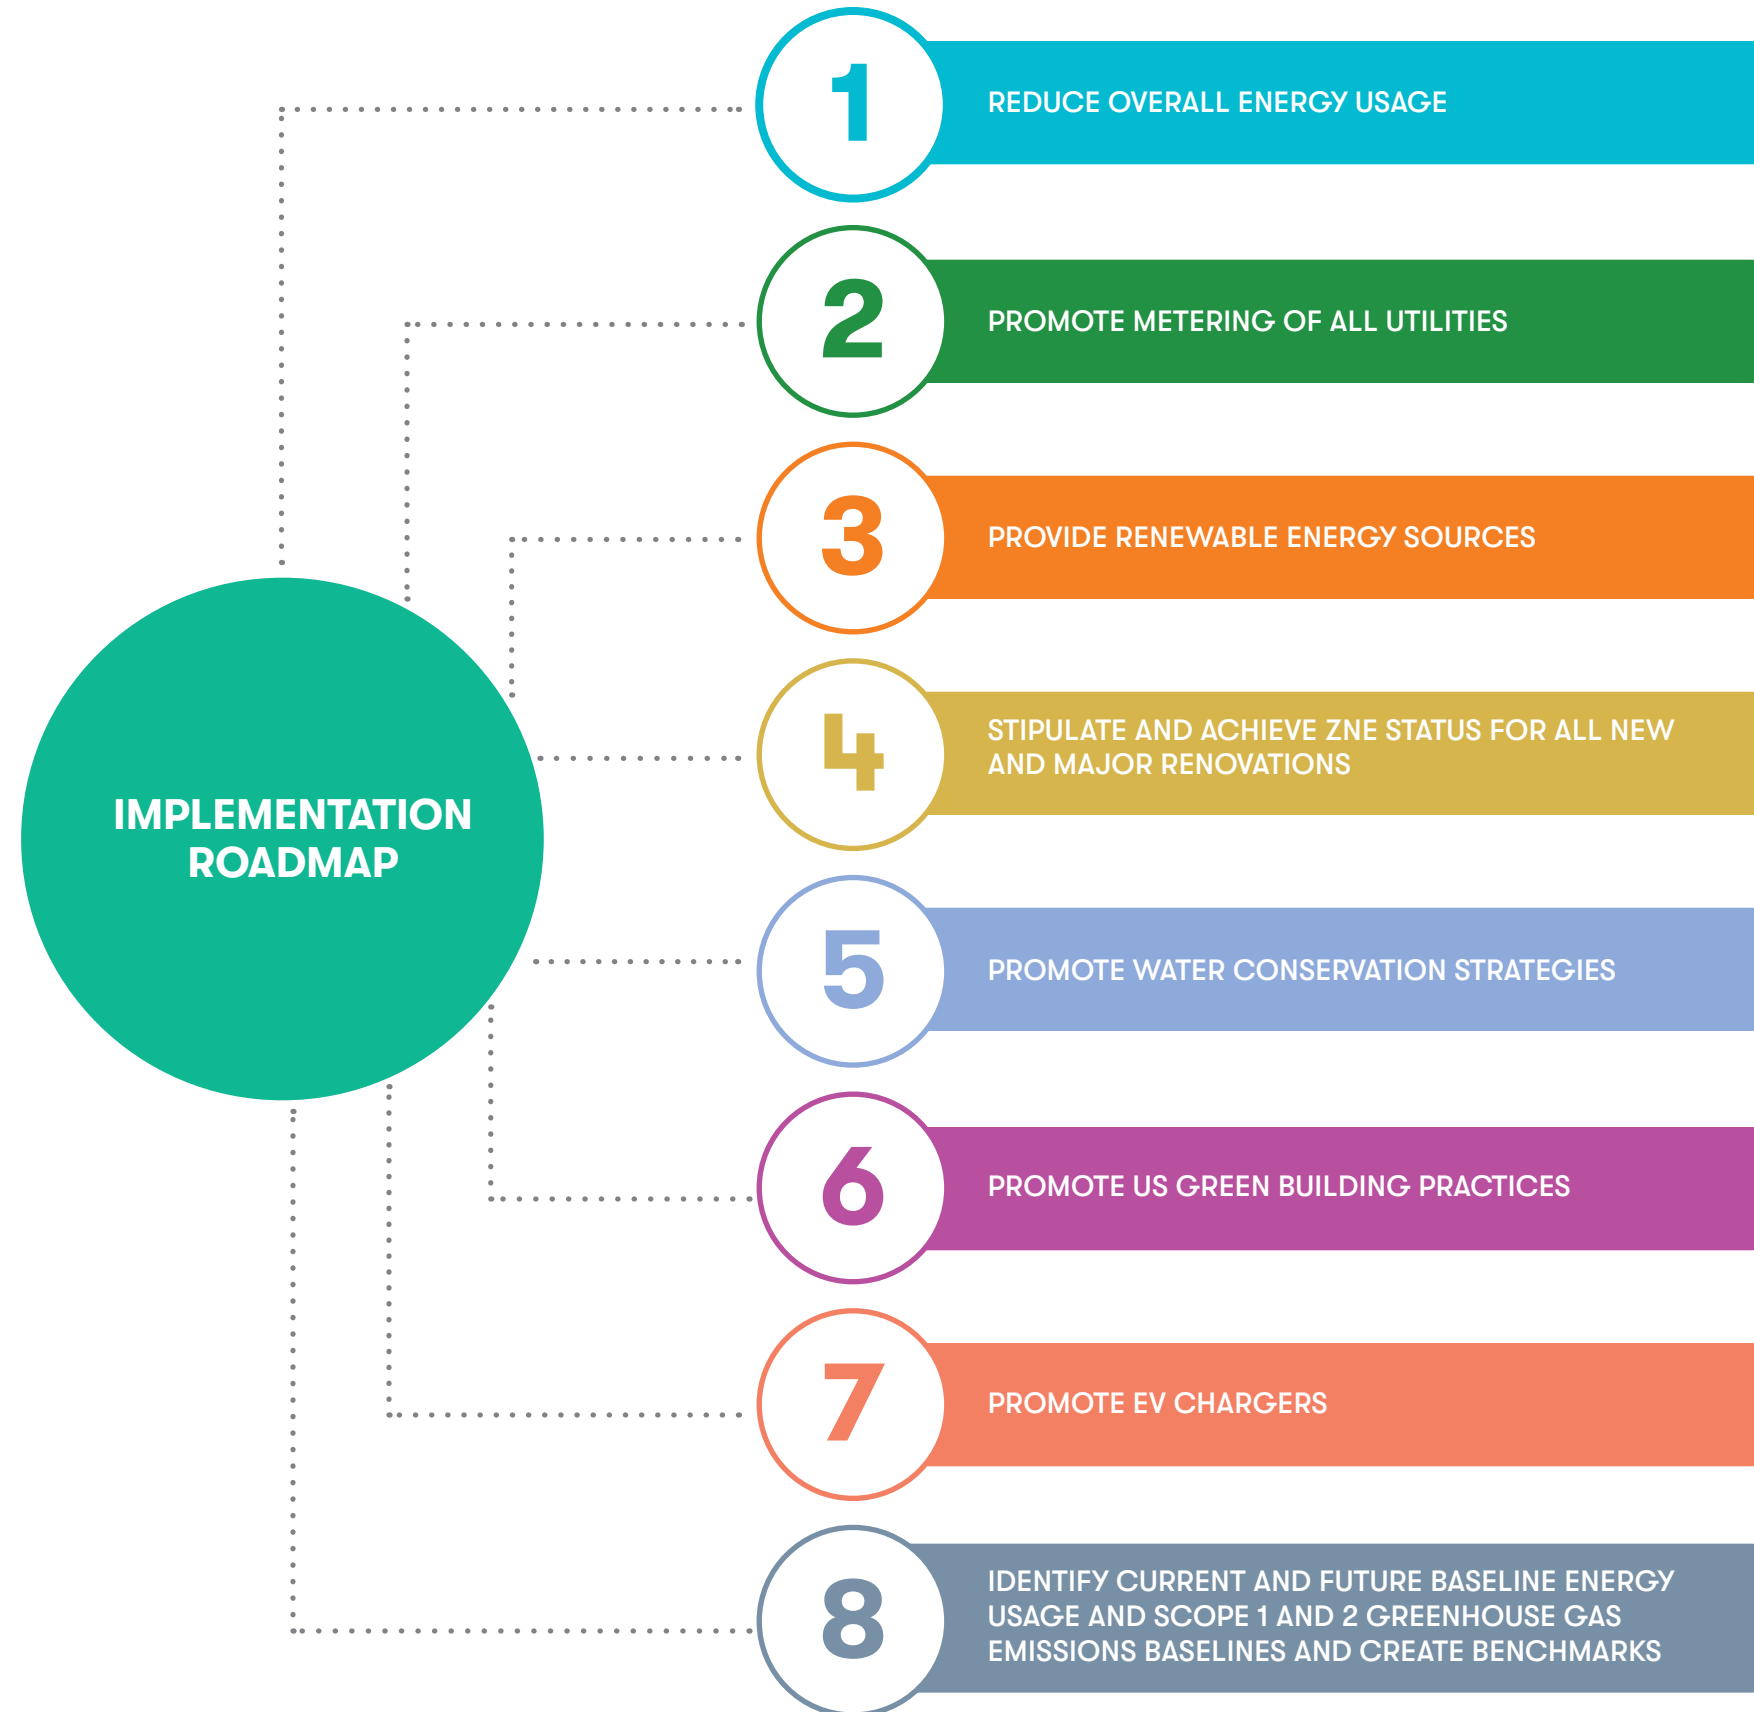 IMPLEMENTATION
ROADMAP
1
REDUCE OVERALL ENERGY USAGE
2
PROMOTE METERING OF ALL UTILITIES
3
PROVIDE RENEWABLE ENERGY SOURCES
4
STIPULATE AND ACHIEVE ZNE STATUS FOR ALL NEW
AND MAJOR RENOVATIONS
5
PROMOTE WATER CONSERVATION STRATEGIES
6
PROMOTE US GREEN BUILDING PRACTICES
7
PROMOTE EV CHARGERS
8
IDENTIFY CURRENT AND FUTURE BASELINE ENERGY
USAGE AND SCOPE 1 AND 2 GREENHOUSE GAS
EMISSIONS BASELINES AND CREATE BENCHMARKS